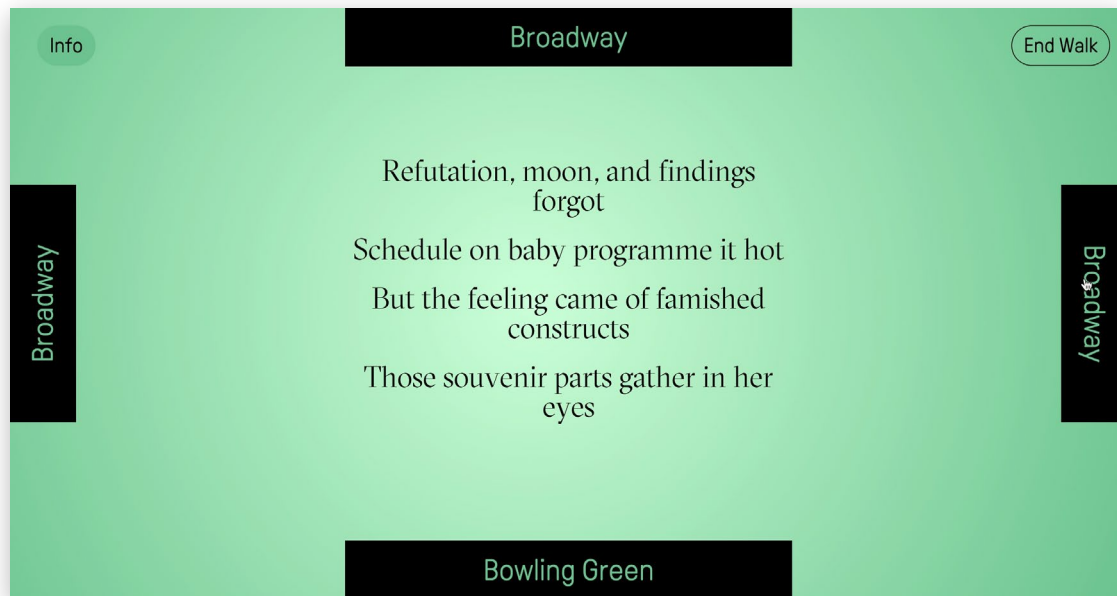 Info
Broadway
End Walk
Refutation, moon, and findings
forgot
Schedule on baby programme it hot
But the feeling came of famished
constructs
Those souvenir parts gather in her
eyes
Broadway
Broadway
Bowling Green